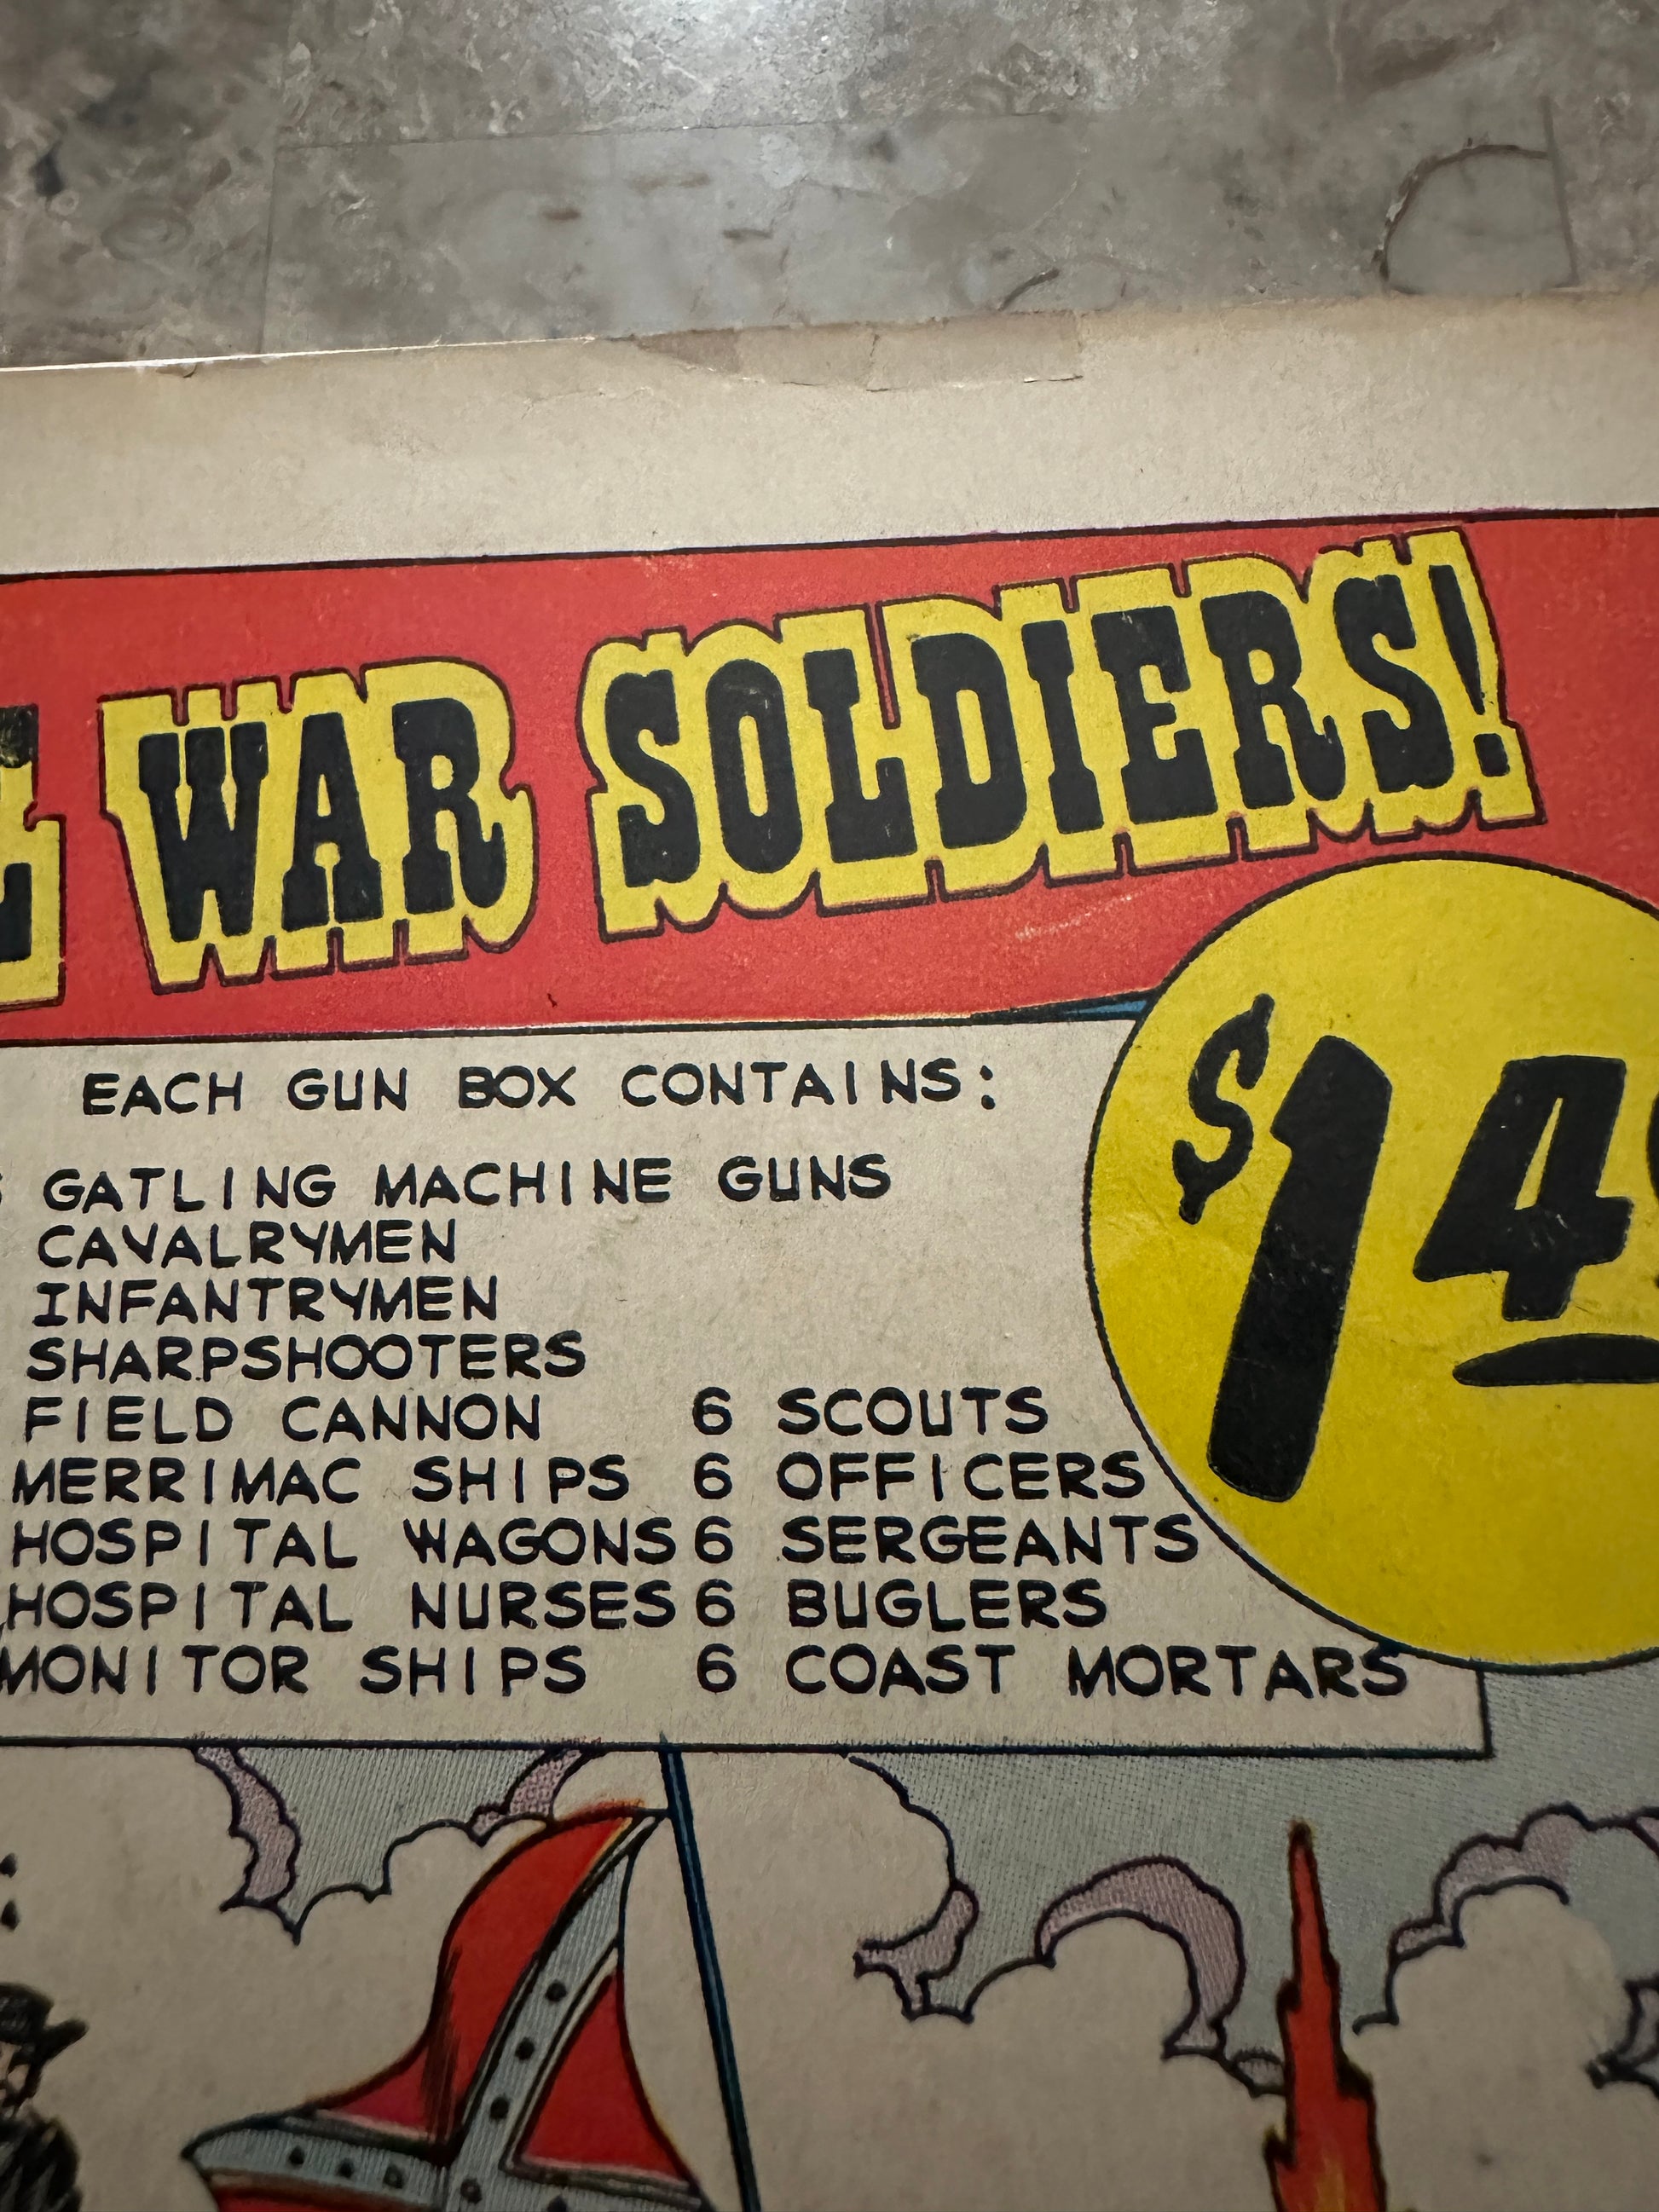 WAR SOLDIERS!
$1.4
EACH GUN BOX CONTAINS:
GATLING MACHINE GUNS
CAVALRYMEN
INFANTRYMEN
SHARPSHOOTERS
FIELD CANNON 6 SCOUTS
MERRIMAC SHIPS 6 OFFICERS
HOSPITAL WAGONS 6 SERGEANTS
HOSPITAL NURSES 6 BUGLERS
MONITOR SHIPS 6 COAST MORTARS